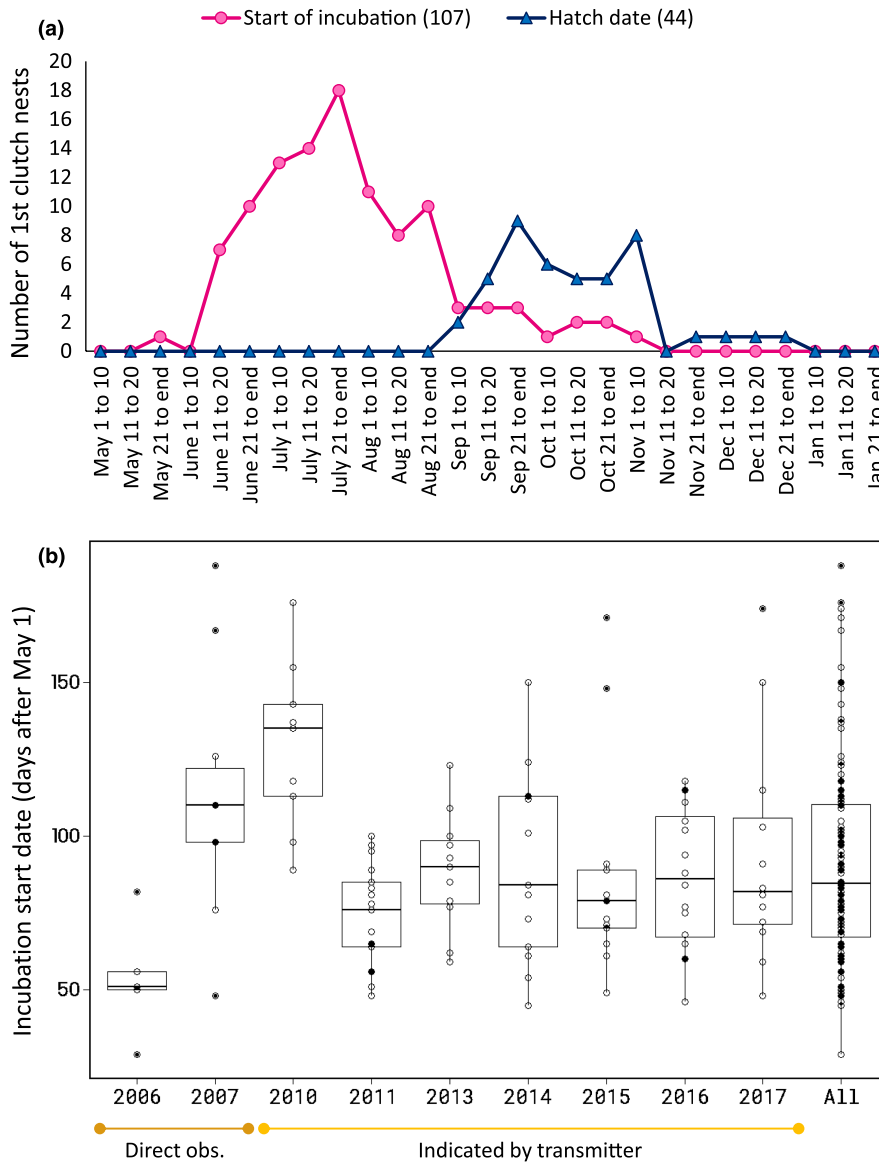 Start of incubation (107) Hatch date (44)
(a)
Number of 1st clutch nests
20
18
16
14
12
10
8
6
4
2
0
May 1 to 10
May 11 to 20
May 21 to end
June 1 to 10
June 11 to 20
June 21 to end
July 1 to 10
July 11 to 20
July 21 to end
Aug 1 to 10
Aug 11 to 20
Aug 21 to end
Sep 1 to 10
Sep 11 to 20
Sep 21 to end
Oct 1 to 10
Oct 11 to 20
Oct 21 to end
Nov 1 to 10
Nov 11 to 20
Nov 21 to end
Dec 1 to 10
Dec 11 to 20
Dec 21 to end
Jan 1 to 10
Jan 11 to 20
Jan 21 to end
(b)
Incubation start date (days after May 1)
150
100
50
2006 2007 2010 2011 2013 2014 2015 2016 2017 All
Direct obs. Indicated by transmitter